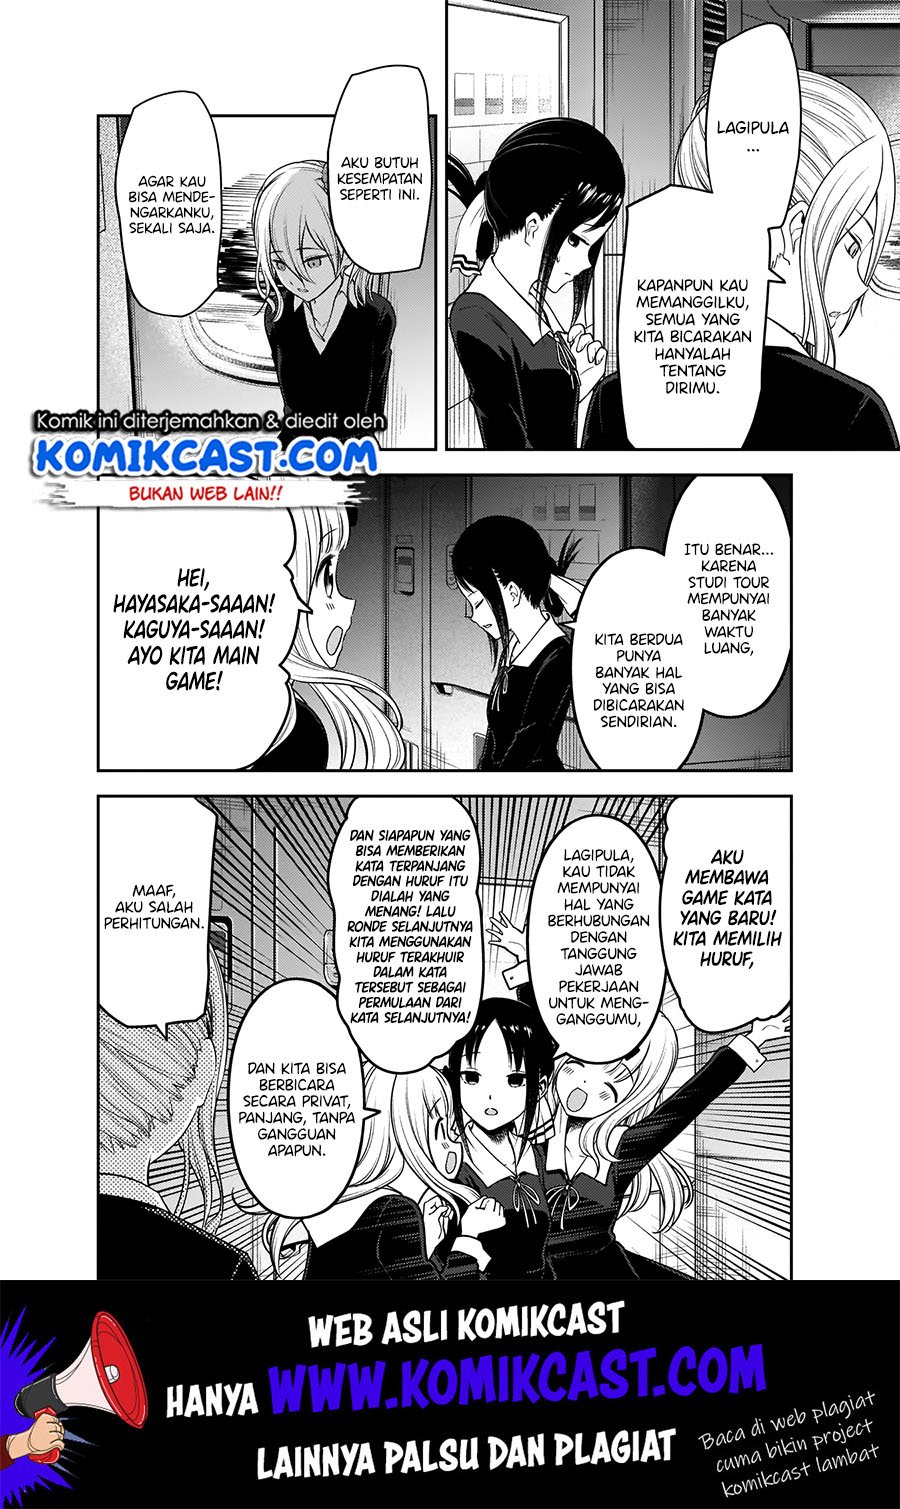 LAGIPULA
...
KAPANPUN KAU
MEMANGGILKU,
SEMUA YANG
KITA BICARAKAN
HANYALAH
TENTANG
DIRIMU.
AKU BUTUH
KESEMPATAN
SEPERTI INI.
AGAR KAU
BISA MENDE-
NGARKANKU,
SEKALI SAJA.
Komik ini diterjemahkan & diedit oleh
KOMIKCAST.COM
BUKAN WEB LAIN!!
ITU BENAR...
KARENA
STUDI TOUR
MEMPUNYAI
BANYAK
WAKTU
LUANG,
KITA BERDUA
PUNYA
BANYAK HAL
YANG BISA
DIBICARAKAN
SENDIRIAN.
HEI,
HAYASAKA-SAAAN!
KAGUYA-SAAAN!
AYO KITA MAIN
GAME!
AKU
MEMBAWA
GAME KATA
YANG BARU!
KITA MEMILIH
HURUF,
LAGIPULA,
KAU TIDAK
MEMPUNYAI
HAL YANG
BERHUBUNGAN
DENGAN
TANGGUNG
JAWAB
PEKERJAAN
UNTUK MENG-
GANGGUMU,
DAN SIAPAPUN YANG
BISA MEMBERIKAN
KATA TERPANJANG
DENGAN HURUF ITU
DIALAH YANG
MENANG! LALU
RONDE SELANJUTNYA
KITA MENGGUNAKAN
HURUF TERAKHUIR
DALAM KATA
TERSEBUT SEBAGAI
PERMULAAN DARI
KATA SELANJUTNYA!
DAN KITA BISA
BERBICARA
SECARA PRIVAT,
PANJANG, TANPA
GANGGUAN
APAPUN.
MAAF,
AKU SALAH
PERHITUNGAN.
WEB ASLI KOMIKCAST
HANYA WWW.KOMIKCAST.COM
LAINNYA PALSU DAN PLAGIAT
Baca di web plagiat
cuma bikin project
komikcast lambat